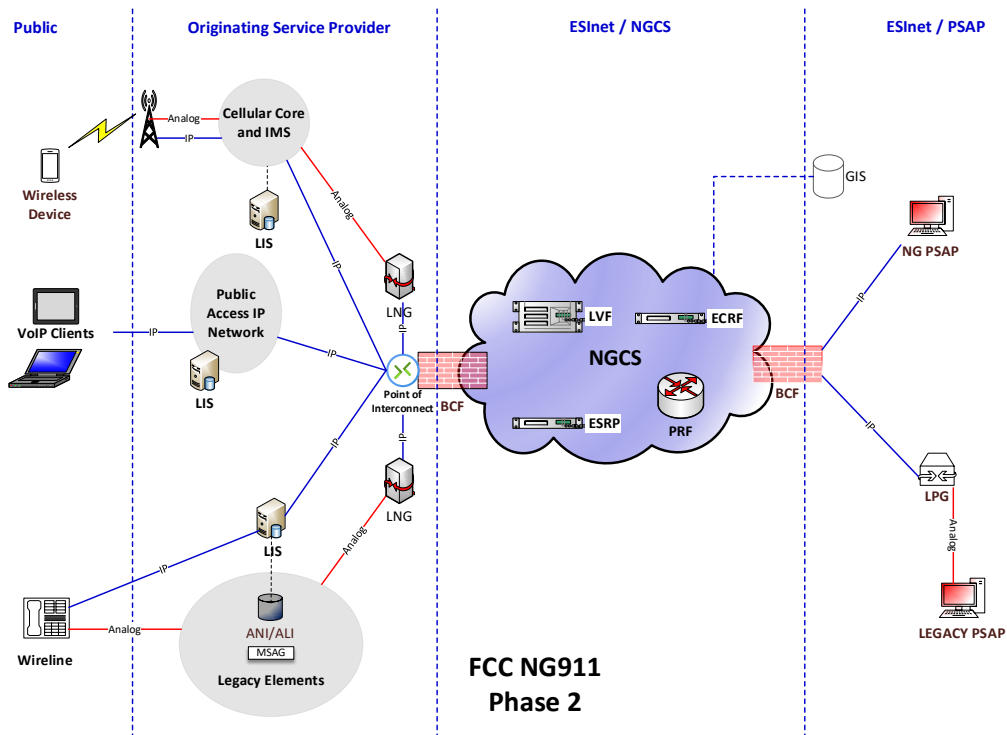 Public
Originating Service Provider
ESInet / NGCS
ESInet / PSAP
Analog
IP
Cellular Core
and IMS
Wireless
Device
LIS
IP
Analog
LNG
IP
GIS
NG PSAP
IP
VoIP Clients
IP
Public
Access IP
Network
LIS
IP
Point of
Interconnect
BCF
LVF
ECRF
NGCS
ESRP
PRF
BCF
IP
IP
IP
LNG
LPG
Analog
LEGACY PSAP
LIS
IP
Analog
Wireline
Analog
ANI/ALI
MSAG
Legacy Elements
FCC NG911
Phase 2